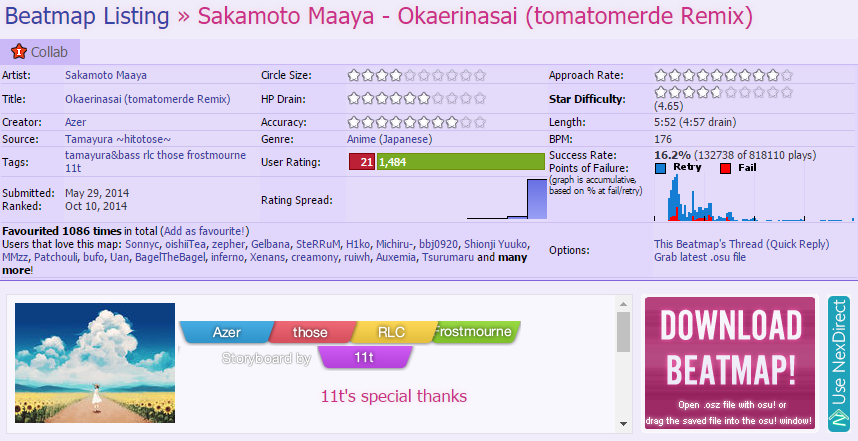 Beatmap Listing » Sakamoto Maaya - Okaerinasai (tomatomerde Remix)
Collab
Artist: Sakamoto Maaya Circle Size: Approach Rate:
Title: Okaerinasai (tomatomerde Remix) HP Drain: Star Difficulty: (4.65)
Creator: Azer Accuracy: Length: 5:52 (4:57 drain)
Source: Tamayura ~hitotose~ Genre: Anime (Japanese) BPM: 176
Tags: tamayura&bass rlc those frostmourne 11t User Rating: 21 1,484 Success Rate: 16.2% (132738 of 818110 plays)
Points of Failure:
(graph is accumulative, based on % at fail/retry)
Retry Fail
Submitted: May 29, 2014
Ranked: Oct 10, 2014
Rating Spread:
Favourited 1086 times in total (Add as favourite!)
Users that love this map: Sonnyc, oishiiTea, zepher, Gelbana, SteRRuM, H1ko, Michiru-, bbj0920, Shionji Yuuko,
MMzz, Patchouli, bufo, Uan, BagelTheBagel, inferno, Xenans, creamony, ruiwh, Auxemia, Tsurumaru and many
more!
Options: This Beatmap's Thread (Quick Reply)
Grab latest .osu file
Azer those RLC Frostmourne
Storyboard by 11t
11t's special thanks
DOWNLOAD
BEATMAP!
Open .osz file with osu! or
drag the saved file into the osu! window!
Use NexDirect